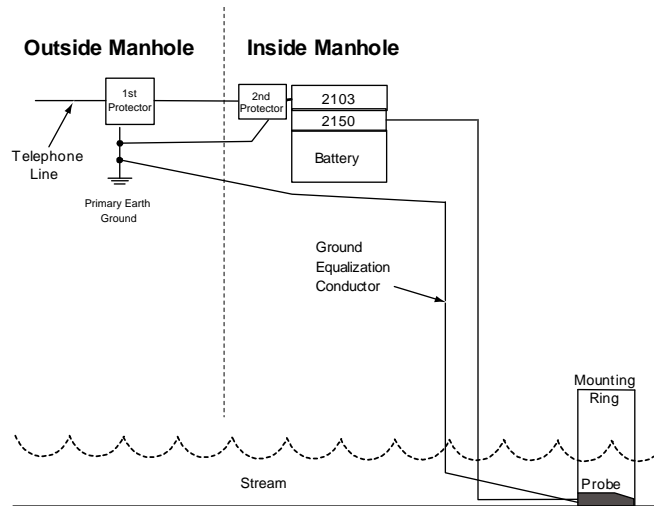 Outside Manhole
Inside Manhole
1st
Protector
2nd
Protector
2103
2150
Battery
Telephone
Line
Primary Earth
Ground
Ground
Equalization
Conductor
Mounting
Ring
Stream
Probe